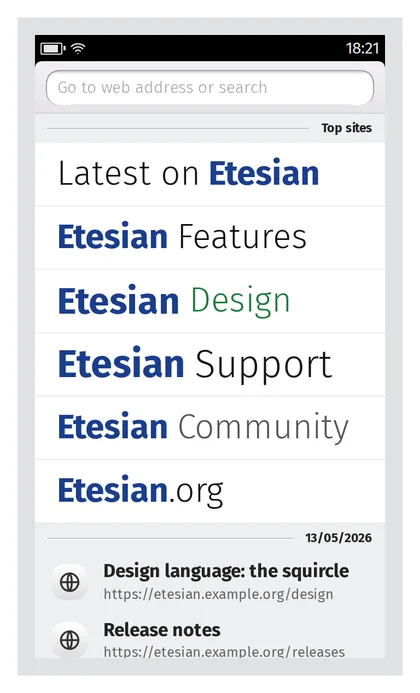 18:21
Go to web address or search
Top sites
Latest on Etesian
Etesian Features
Etesian Design
Etesian Support
Etesian Community
Etesian.org
13/05/2026
Design language: the squircle
https://etesian.example.org/design
Release notes
https://etesian.example.org/releases